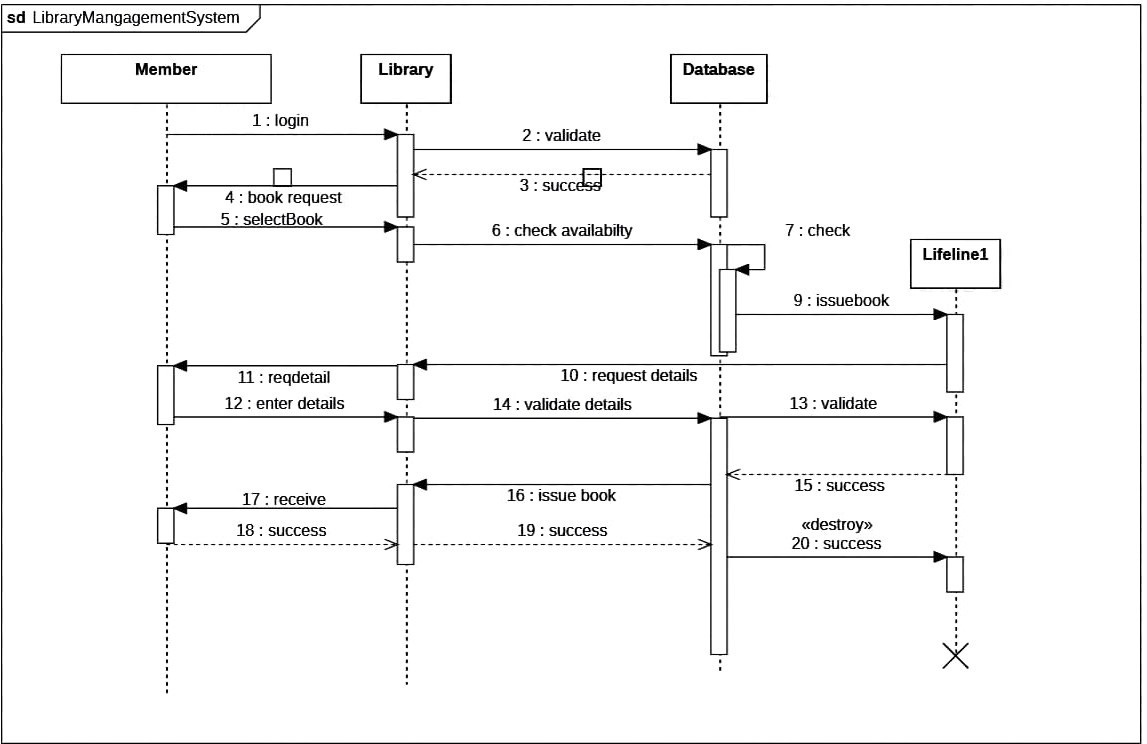 sd LibraryMangagementSystem
Member
Library
Database
1 : login
2 : validate
3 : success
4 : book request
5 : selectBook
6 : check availabilty
7 : check
Lifeline1
9 : issuebook
11 : reqdetail
10 : request details
12 : enter details
14 : validate details
13 : validate
15 : success
17 : receive
16 : issue book
18 : success
19 : success
«destroy»
20 : success